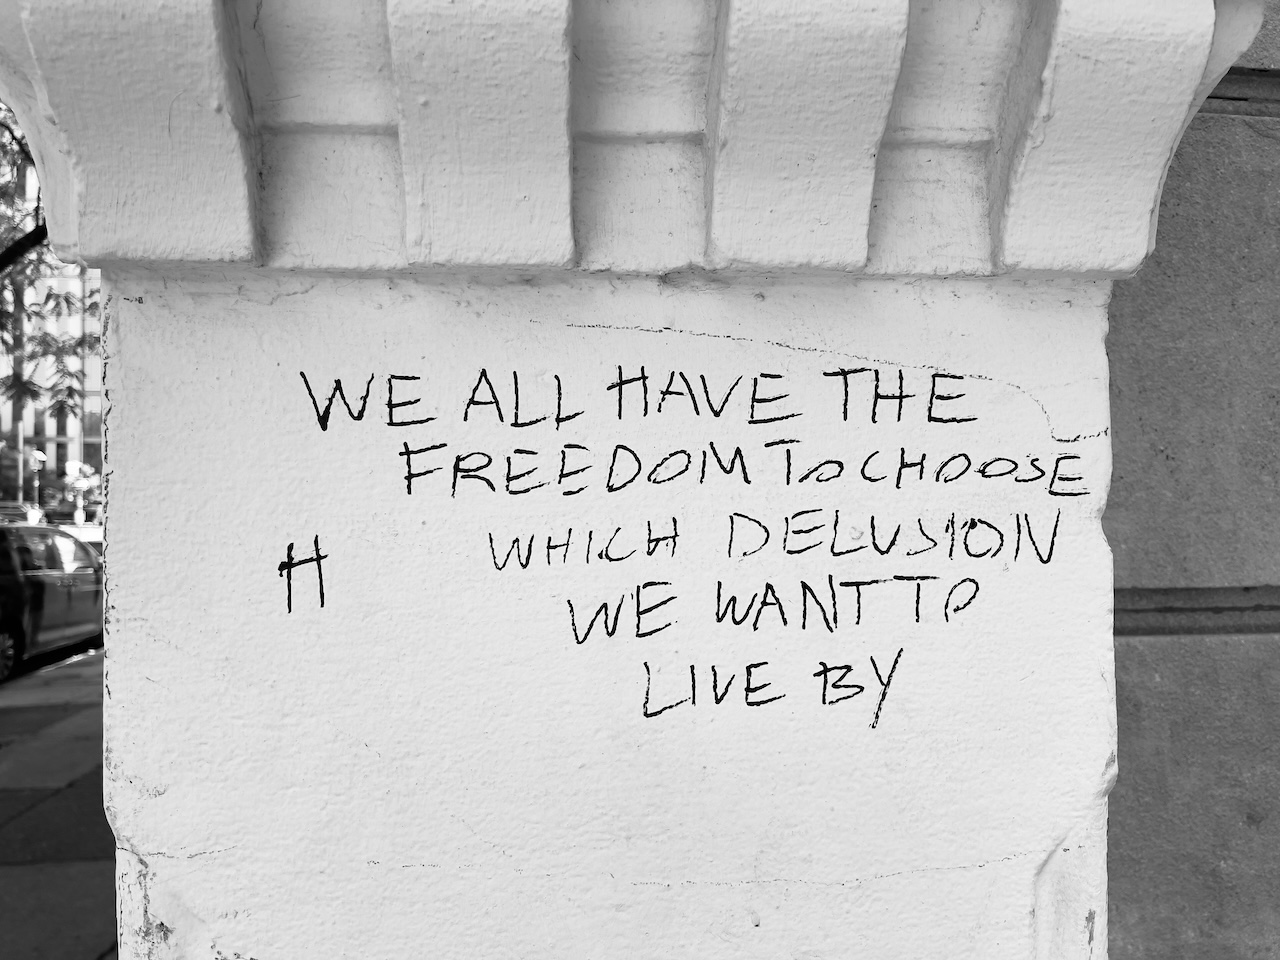 WE ALL HAVE THE
FREEDOM TO CHOOSE
WHICH DELUSION
WE WANT TO
LIVE BY
H